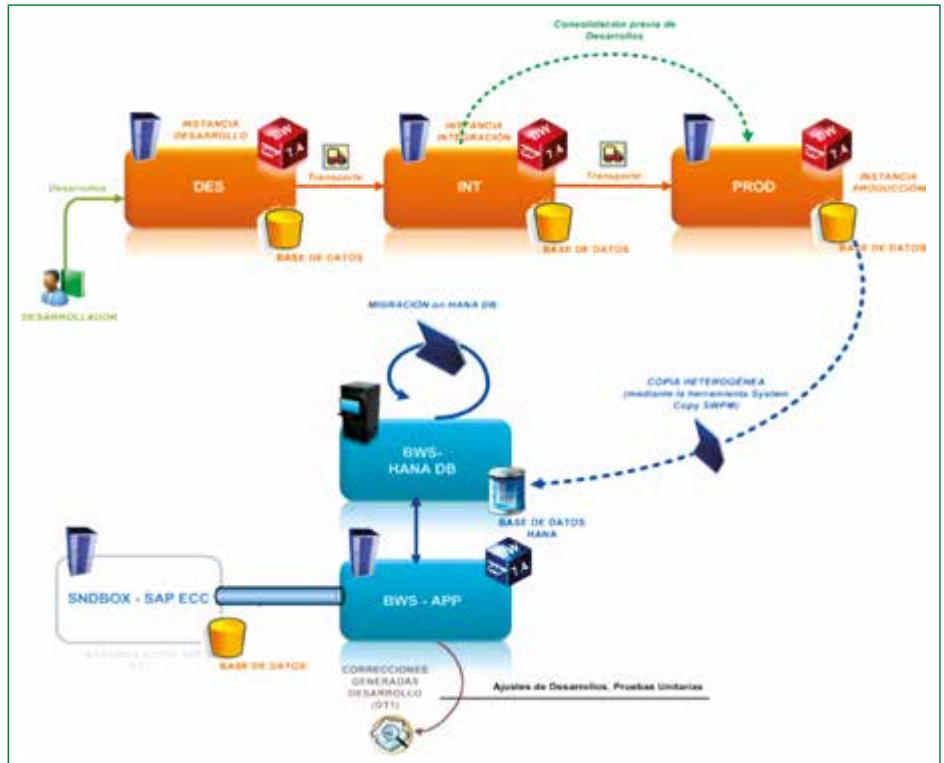 Consolidación previa de
Desarrollos
INSTANCIA
DESARROLLO
INSTANCIA
INTEGRACIÓN
BW
7.4
BW
7.4
BW
7.4
DES
Transporte
INT
Transporte
PROD
INSTANCIA
PRODUCCIÓN
Desarrollos
BASE DE DATOS
BASE DE DATOS
BASE DE DATOS
DESARROLLADOR
MIGRACIÓN on HANA DB
COPIA HETEROGÉNEA
(mediante la herramienta System
Copy SWPM)
BWS-
HANA DB
BASE DE DATOS
HANA
BW
7.4
SNDBOX - SAP ECC
BWS - APP
BASE DE DATOS
CORRECCIONES
GENERADAS
DESARROLLO
(OT1)
Ajustes de Desarrollos, Pruebas Unitarias